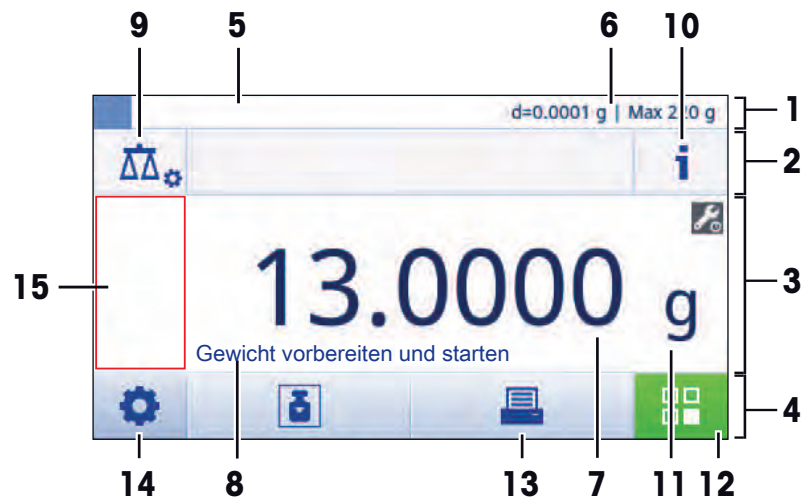 9 5 6 10
d=0.0001 g | Max 220 g
1
2
i
3
13.0000 g
15
Gewicht vorbereiten und starten
4
14 8 13 7 11 12